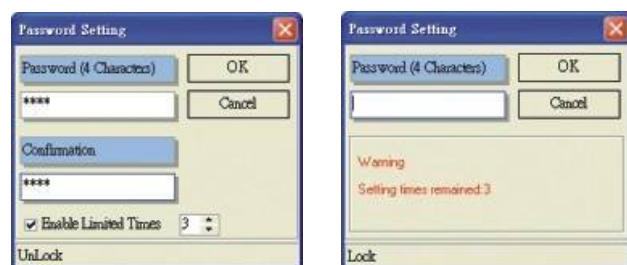 Password Setting
Password (4 Characters)
OK
****
Cancel
Confirmation
****
Enable Limited Times 3
UnLock
Password Setting
Password (4 Characters)
OK
Cancel
Warning
Setting times remained:3
Lock